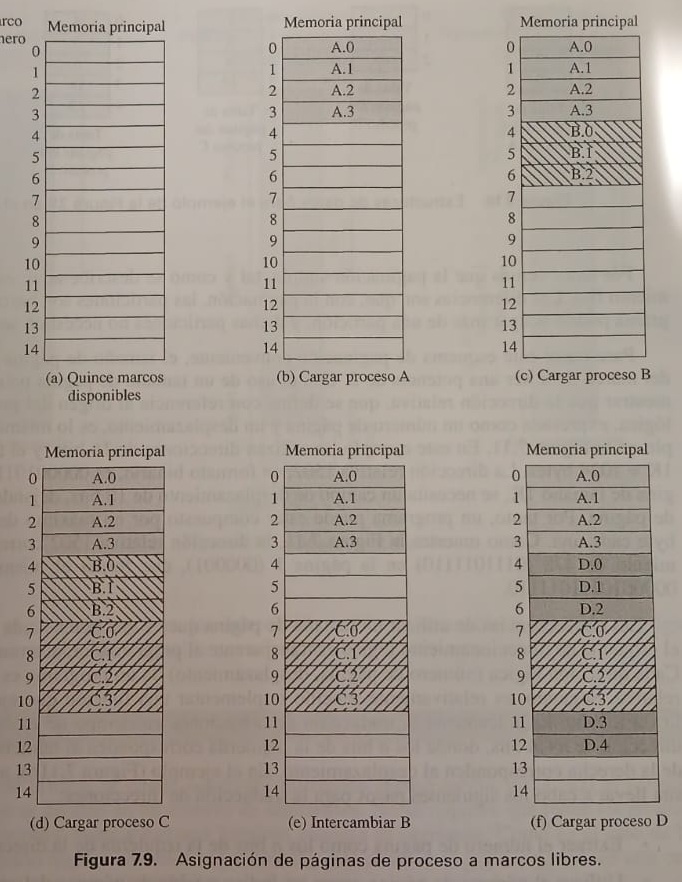 Memoria principal
0
1
2
3
4
5
6
7
8
9
10
11
12
13
14
(a) Quince marcos
disponibles
Memoria principal
0 A.0
1 A.1
2 A.2
3 A.3
4
5
6
7
8
9
10
11
12
13
14
(b) Cargar proceso A
Memoria principal
0 A.0
1 A.1
2 A.2
3 A.3
4 B.0
5 B.1
6 B.2
7
8
9
10
11
12
13
14
(c) Cargar proceso B
Memoria principal
0 A.0
1 A.1
2 A.2
3 A.3
4 B.0
5 B.1
6 B.2
7 C.0
8 C.1
9 C.2
10 C.3
11
12
13
14
(d) Cargar proceso C
Memoria principal
0 A.0
1 A.1
2 A.2
3 A.3
4
5
6
7 C.0
8 C.1
9 C.2
10 C.3
11
12
13
14
(e) Intercambiar B
Memoria principal
0 A.0
1 A.1
2 A.2
3 A.3
4 D.0
5 D.1
6 D.2
7 C.0
8 C.1
9 C.2
10 C.3
11 D.3
12 D.4
13
14
(f) Cargar proceso D
Figura 7.9. Asignación de páginas de proceso a marcos libres.